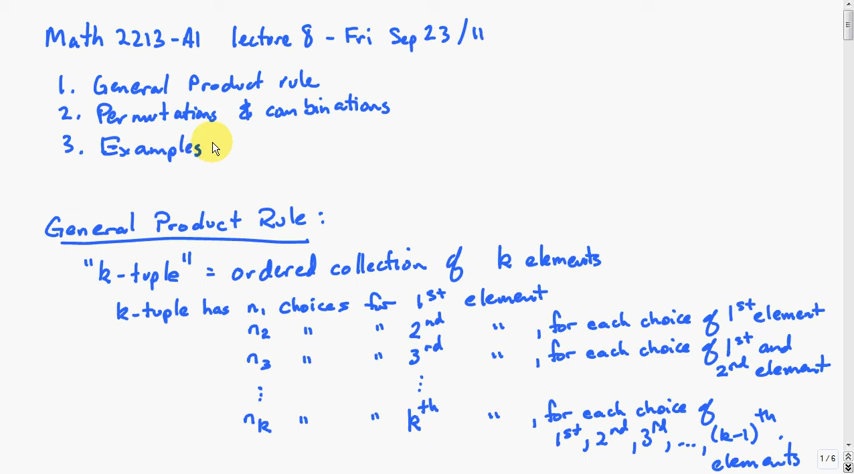 Math 2213-A1 lecture 8 - Fri Sep 23/11
1. General Product rule
2. Permutations & combinations
3. Examples
General Product Rule:
"k-tuple" = ordered collection of k elements
k-tuple has n1 choices for 1st element
n2 " " 2nd " , for each choice of 1st element
n3 " " 3rd " , for each choice of 1st and 2nd element
⋮ ⋮
nk " " kth " , for each choice of
1st, 2nd, 3rd, ..., (k-1)th elements.
1/6